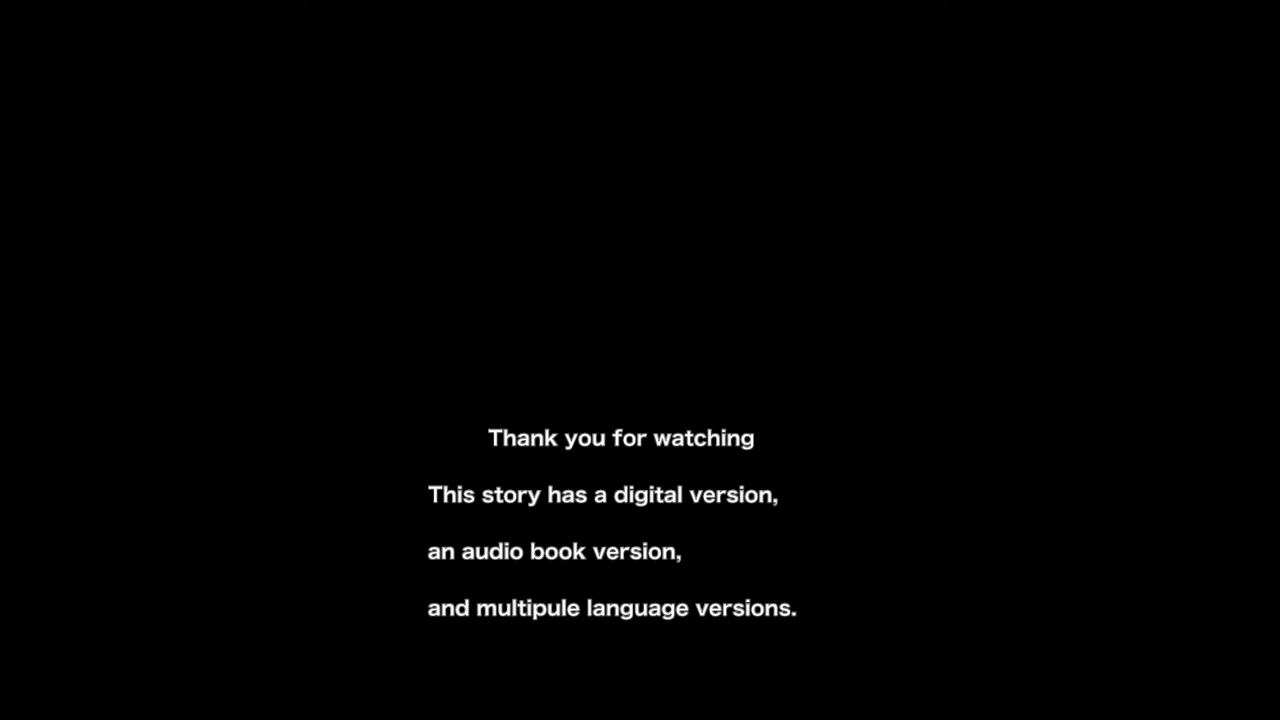 Thank you for watching
This story has a digital version,
an audio book version,
and multipule language versions.